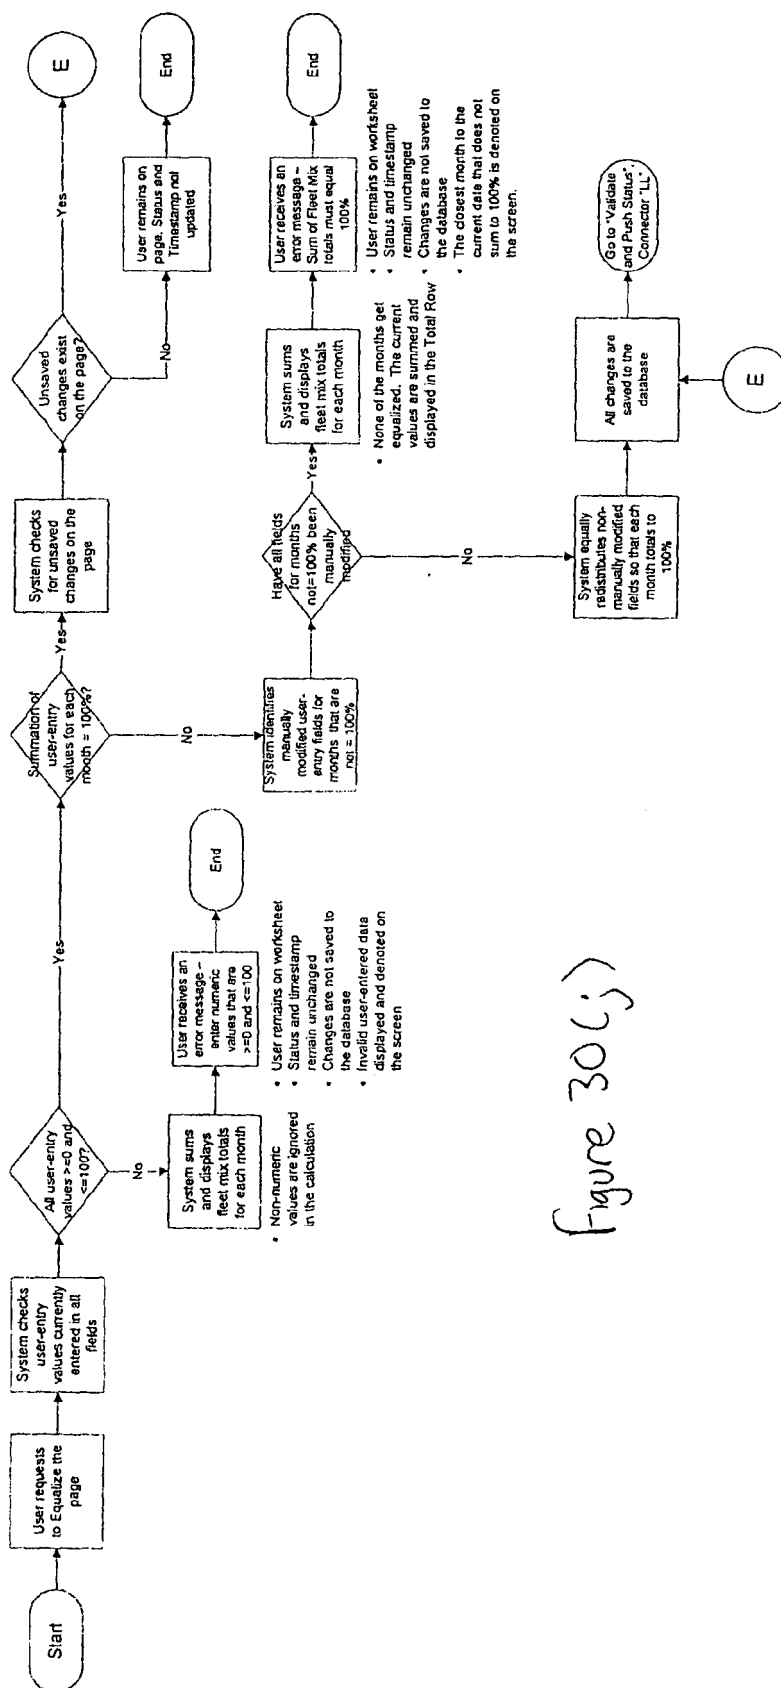 Start
User requests
to Equalize the
page
System checks
user-entry
values currently
entered in all
fields
All user-entry
values >=0 and
<=100?
Yes
No
System sums
and displays
fleet mix totals
for each month
• Non-numeric
values are ignored
in the calculation
User receives an
error message –
enter numeric
values that are
>=0 and <=100
• User remains on worksheet
• Status and timestamp
remain unchanged
• Changes are not saved to
the database
• Invalid user-entered data
displayed and denoted on
the screen
End
Summation of
user-entry
values for each
month = 100%?
Yes
No
System checks
for unsaved
changes on the
page
Unsaved
changes exist
on the page?
Yes
E
No
User remains on
page, Status and
Timestamp not
updated
End
System identifies
manually
modified user-
entry fields for
months that are
not = 100%
Have all fields
for months
not=100% been
manually
modified
Yes
System sums
and displays
fleet mix totals
for each month
• None of the months get
equalized. The current
values are summed and
displayed in the Total Row
User receives an
error message –
Sum of Fleet Mix
totals must equal
100%
• User remains on worksheet
• Status and timestamp
remain unchanged
• Changes are not saved to
the database
• The closest month to the
current date that does not
sum to 100% is denoted on
the screen.
End
No
System equally
redistributes non-
manually modified
fields so that each
month totals to
100%
All changes are
saved to the
database
E
Go to "Validate
and Push Status",
Connector "LL"
Figure 30(j)